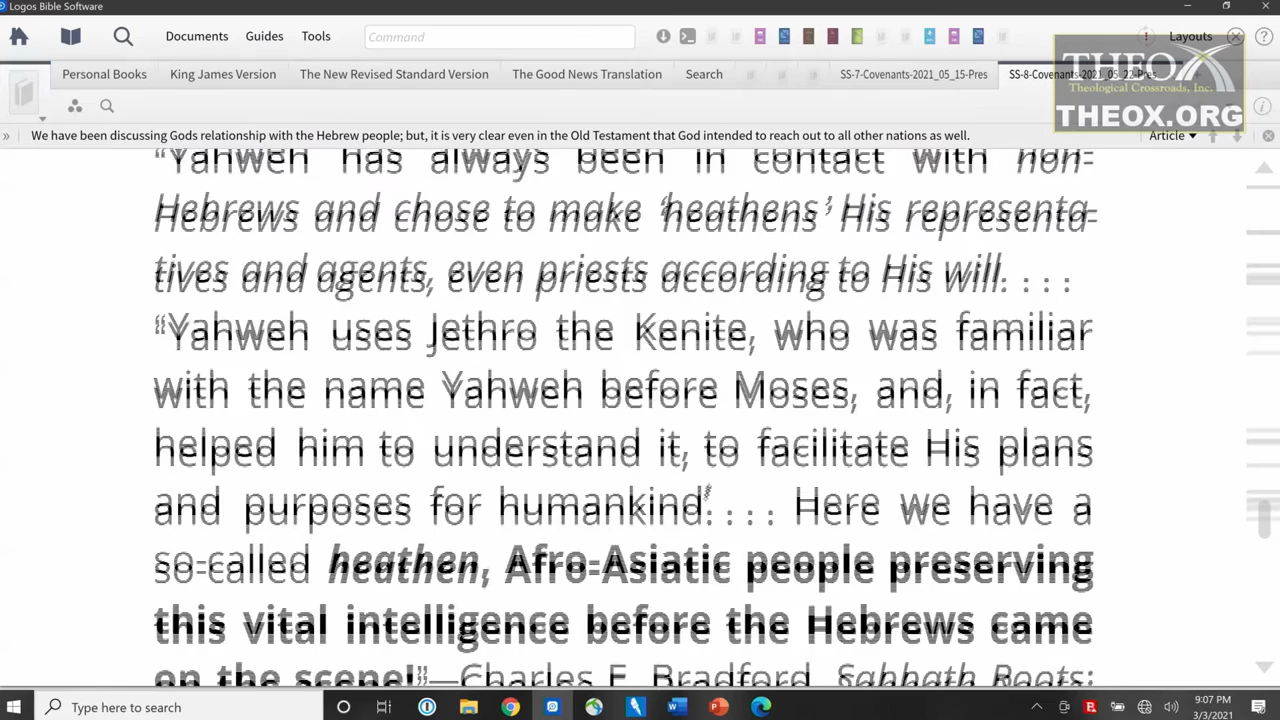 Logos Bible Software
Documents Guides Tools Command Layouts
Personal Books King James Version The New Revised Standard Version The Good News Translation Search SS-7-Covenants-2021_05_15-Pres SS-8-Covenants-2021_05_22-Pres
THEOX
Theological Crossroads, Inc.
THEOX.ORG
We have been discussing Gods relationship with the Hebrew people; but, it is very clear even in the Old Testament that God intended to reach out to all other nations as well. Article
“Yahweh has always been in contact with non-
Hebrews and chose to make ‘heathens’ His representa-
tives and agents, even priests according to His will. . . .
“Yahweh uses Jethro the Kenite, who was familiar
with the name Yahweh before Moses, and, in fact,
helped him to understand it, to facilitate His plans
and purposes for humankind. . . . Here we have a
so-called heathen, Afro-Asiatic people preserving
this vital intelligence before the Hebrews came
on the scene!”—Charles E. Bradford, Sabbath Roots:
Type here to search
9:07 PM
3/3/2021